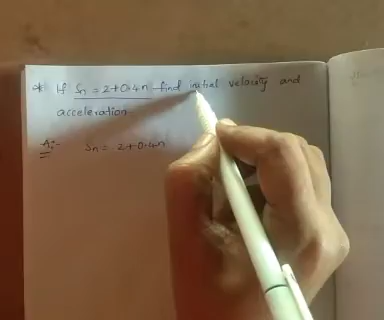 If Sn = 2+0.4n find initial velocity and
acceleration
A:-
Sn = 2+0.4n